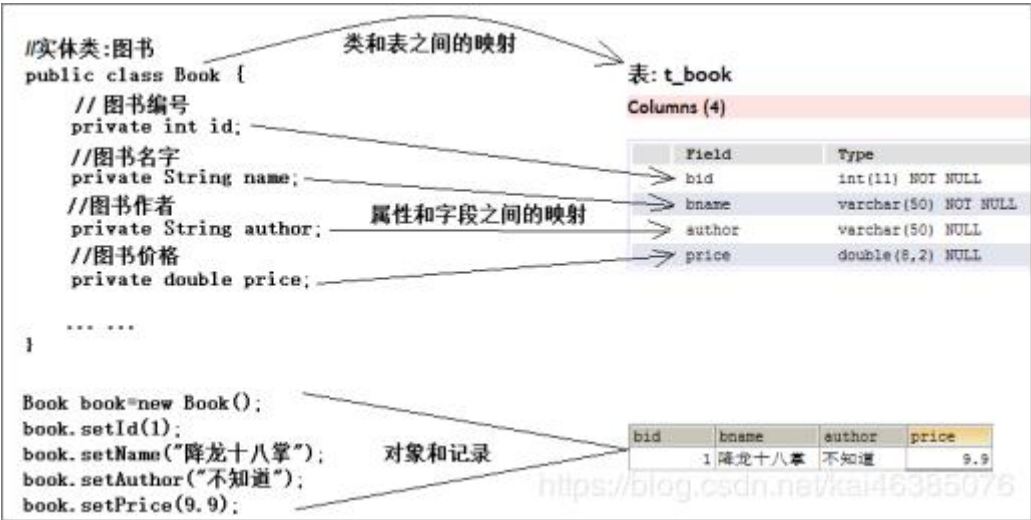 //实体类:图书
类和表之间的映射
public class Book {
表: t_book
// 图书编号
Columns (4)
private int id;
//图书名字
Field Type
private String name;
bid int(11) NOT NULL
//图书作者
bname varchar(50) NOT NULL
属性和字段之间的映射
private String author;
author varchar(50) NULL
//图书价格
price double(8,2) NULL
private double price;
... ...
}
Book book=new Book();
book.setId(1);
bid bname author price
book.setName("降龙十八掌");
对象和记录
1 降龙十八掌 不知道 9.9
book.setAuthor("不知道");
https://blog.csdn.net/kai46385076
book.setPrice(9.9);